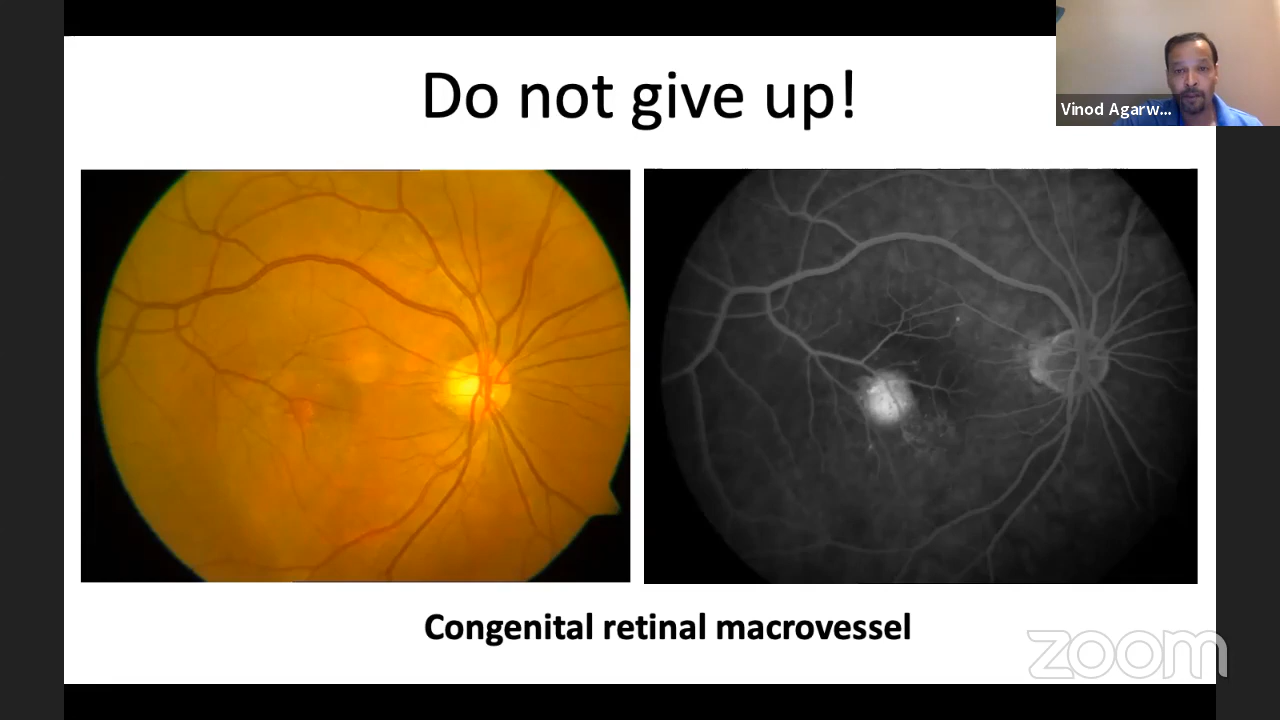 Do not give up!
Vinod Agarw...
Congenital retinal macrovessel
zoom